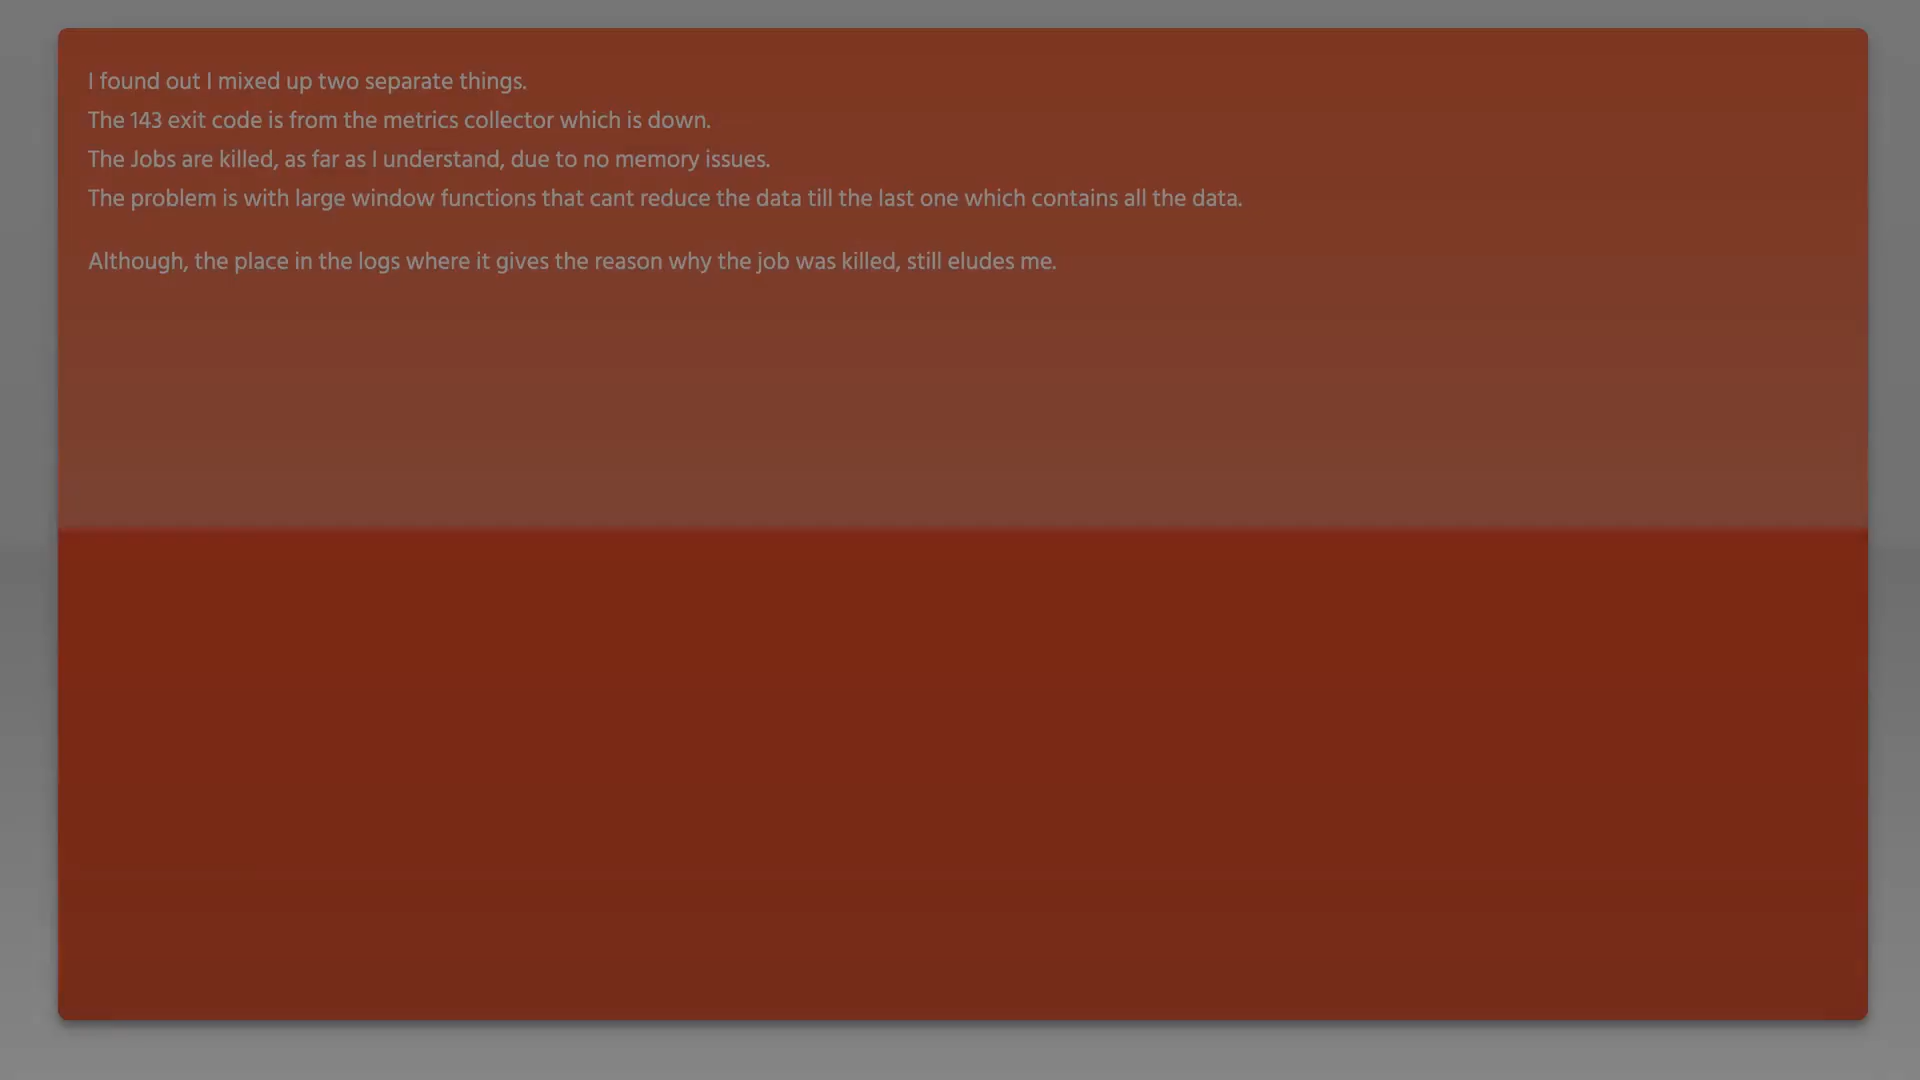 I found out I mixed up two separate things.
The 143 exit code is from the metrics collector which is down.
The Jobs are killed, as far as I understand, due to no memory issues.
The problem is with large window functions that cant reduce the data till the last one which contains all the data.
Although, the place in the logs where it gives the reason why the job was killed, still eludes me.